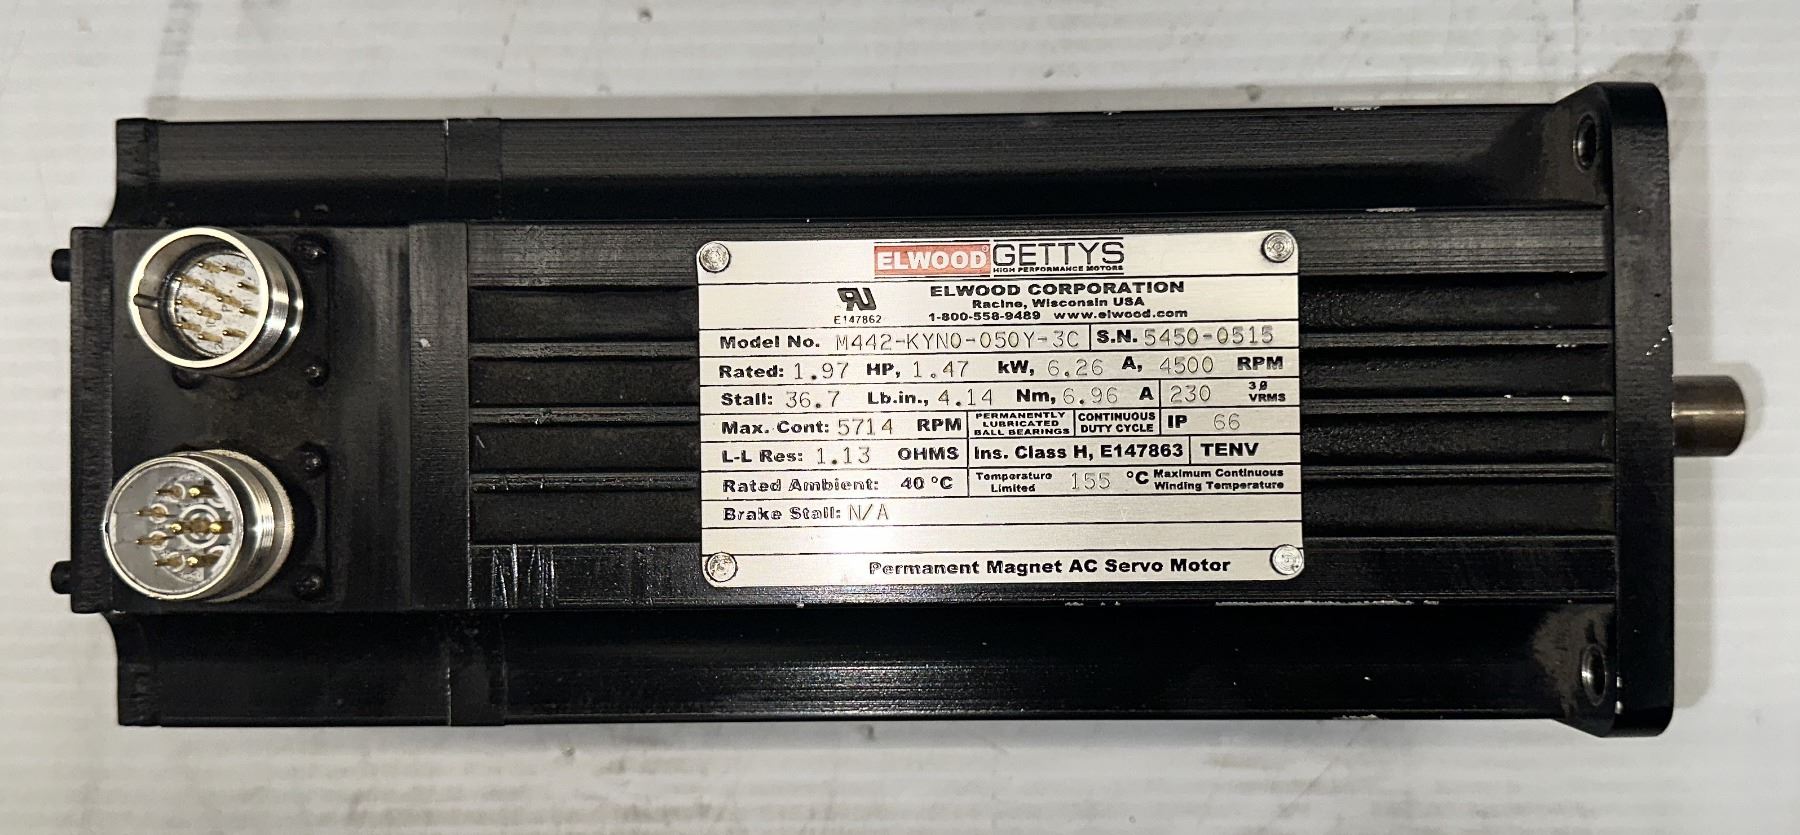 ELWOOD® GETTYS
HIGH PERFORMANCE MOTORS
ELWOOD CORPORATION
Racine, Wisconsin USA
E147862 1-800-558-9489 www.elwood.com
Model No. M442-KYN0-050Y-3C S.N. 5450-0515
Rated: 1.97 HP, 1.47 kW, 6.26 A, 4500 RPM
Stall: 36.7 Lb.in., 4.14 Nm, 6.96 A 230 3Ø VRMS
Max. Cont: 5714 RPM PERMANENTLY LUBRICATED BALL BEARINGS CONTINUOUS DUTY CYCLE IP 66
L-L Res: 1.13 OHMS Ins. Class H, E147863 TENV
Rated Ambient: 40 °C Temperature Limited 155 °C Maximum Continuous Winding Temperature
Brake Stall: N/A
Permanent Magnet AC Servo Motor